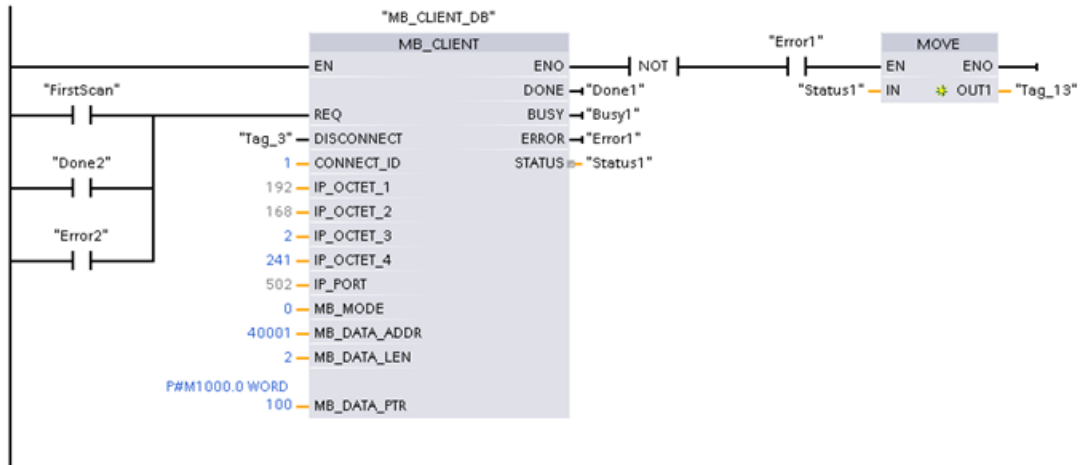 "MB_CLIENT_DB"
MB_CLIENT
"Error1"
MOVE
EN ENO NOT EN ENO
"FirstScan" DONE "Done1" "Status1" IN OUT1 "Tag_13"
REQ BUSY "Busy1"
"Tag_3" DISCONNECT ERROR "Error1"
"Done2" 1 CONNECT_ID STATUS "Status1"
192 IP_OCTET_1
168 IP_OCTET_2
"Error2" 2 IP_OCTET_3
241 IP_OCTET_4
502 IP_PORT
0 MB_MODE
40001 MB_DATA_ADDR
2 MB_DATA_LEN
P#M1000.0 WORD
100 MB_DATA_PTR